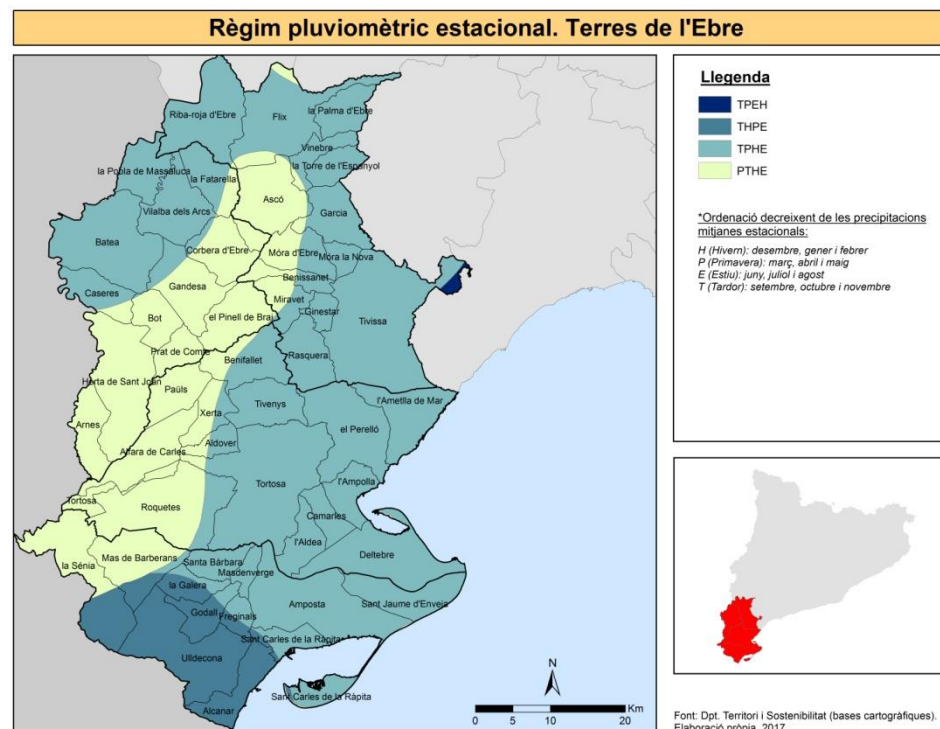 Règim pluviomètric estacional. Terres de l'Ebre
Llegenda
TPEH
THPE
TPHE
PTHE
*Ordenació decreixent de les precipitacions
mitjanes estacionals:
H (Hivern): desembre, gener i febrer
P (Primavera): març, abril i maig
E (Estiu): juny, juliol i agost
T (Tardor): setembre, octubre i novembre
Riba-roja d'Ebre
Flix
la Palma d'Ebre
Vinebre
la Torre de l'Espanyol
la Pobla de Massaluca
la Fatarella
Ascó
Vilalba dels Arcs
Garcia
Batea
Corbera d'Ebre
Móra d'Ebre
Móra la Nova
Benissanet
Caseres
Gandesa
Miravet
Ginestar
Tivissa
Bot
el Pinell de Brai
Prat de Comte
Benifallet
Rasquera
Horta de Sant Joan
Paüls
Tivenys
l'Ametlla de Mar
Xerta
Arnes
el Perelló
Aldover
Alfara de Carles
Tortosa
l'Ampolla
Tortosa
Roquetes
Camarles
l'Aldea
Deltebre
Mas de Barberans
la Sénia
Santa Bàrbara
Masdenverge
la Galera
Amposta
Sant Jaume d'Enveja
Godall
Freginals
Sant Carles de la Ràpita
Ulldecona
Sant Carles de la Ràpita
Alcanar
N
Km
0 5 10 20
Font: Dpt. Territori i Sostenibilitat (bases cartogràfiques).
Elaboració pròpia, 2017